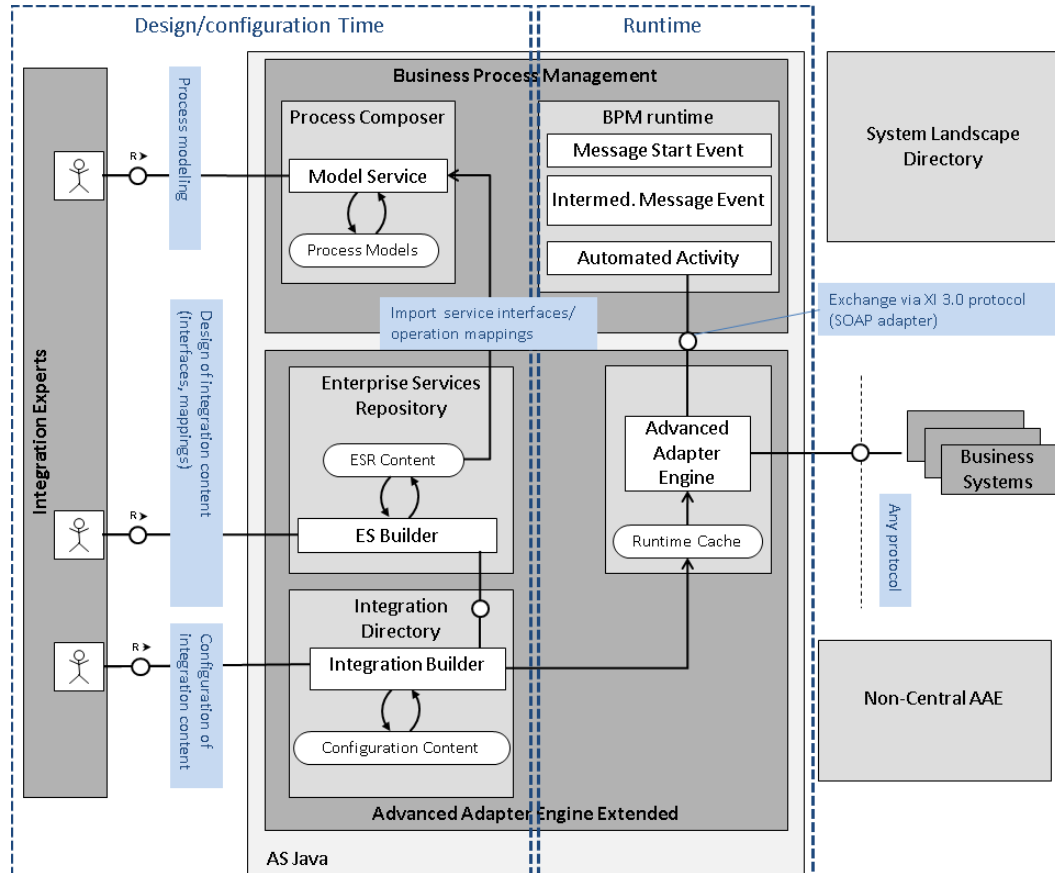 Design/configuration Time
Runtime
Business Process Management
Process Composer
BPM runtime
Message Start Event
Intermed. Message Event
Automated Activity
Model Service
Process Models
System Landscape
Directory
Process modeling
R
Integration Experts
Import service interfaces/
operation mappings
Exchange via XI 3.0 protocol
(SOAP adapter)
Design of integration content
(interfaces, mappings)
Enterprise Services
Repository
ESR Content
ES Builder
R
Advanced
Adapter
Engine
Runtime Cache
Business
Systems
Any protocol
Integration
Directory
Integration Builder
Configuration Content
R
Configuration of
integration content
Non-Central AAE
Advanced Adapter Engine Extended
AS Java